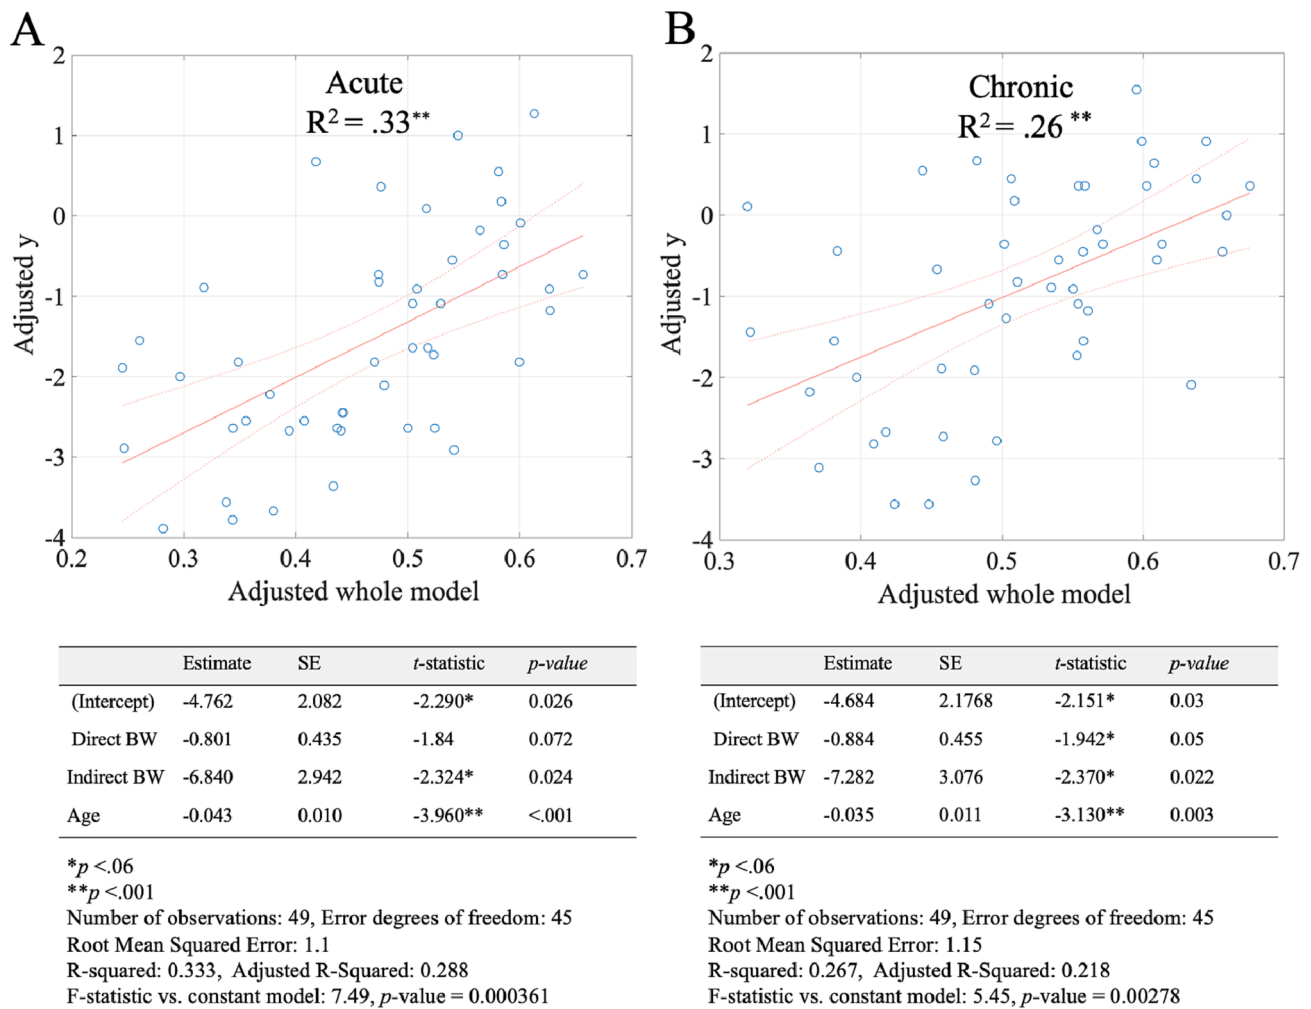 A
Acute
R² = .33**
2
1
0
-1
-2
-3
-4
Adjusted y
0.2 0.3 0.4 0.5 0.6 0.7
Adjusted whole model
B
Chronic
R² = .26 **
2
1
0
-1
-2
-3
-4
Adjusted y
0.3 0.4 0.5 0.6 0.7
Adjusted whole model
Estimate SE t-statistic p-value
(Intercept) -4.762 2.082 -2.290* 0.026
Direct BW -0.801 0.435 -1.84 0.072
Indirect BW -6.840 2.942 -2.324* 0.024
Age -0.043 0.010 -3.960** <.001
*p <.06
**p <.001
Number of observations: 49, Error degrees of freedom: 45
Root Mean Squared Error: 1.1
R-squared: 0.333, Adjusted R-Squared: 0.288
F-statistic vs. constant model: 7.49, p-value = 0.000361
Estimate SE t-statistic p-value
(Intercept) -4.684 2.1768 -2.151* 0.03
Direct BW -0.884 0.455 -1.942* 0.05
Indirect BW -7.282 3.076 -2.370* 0.022
Age -0.035 0.011 -3.130** 0.003
*p <.06
**p <.001
Number of observations: 49, Error degrees of freedom: 45
Root Mean Squared Error: 1.15
R-squared: 0.267, Adjusted R-Squared: 0.218
F-statistic vs. constant model: 5.45, p-value = 0.00278